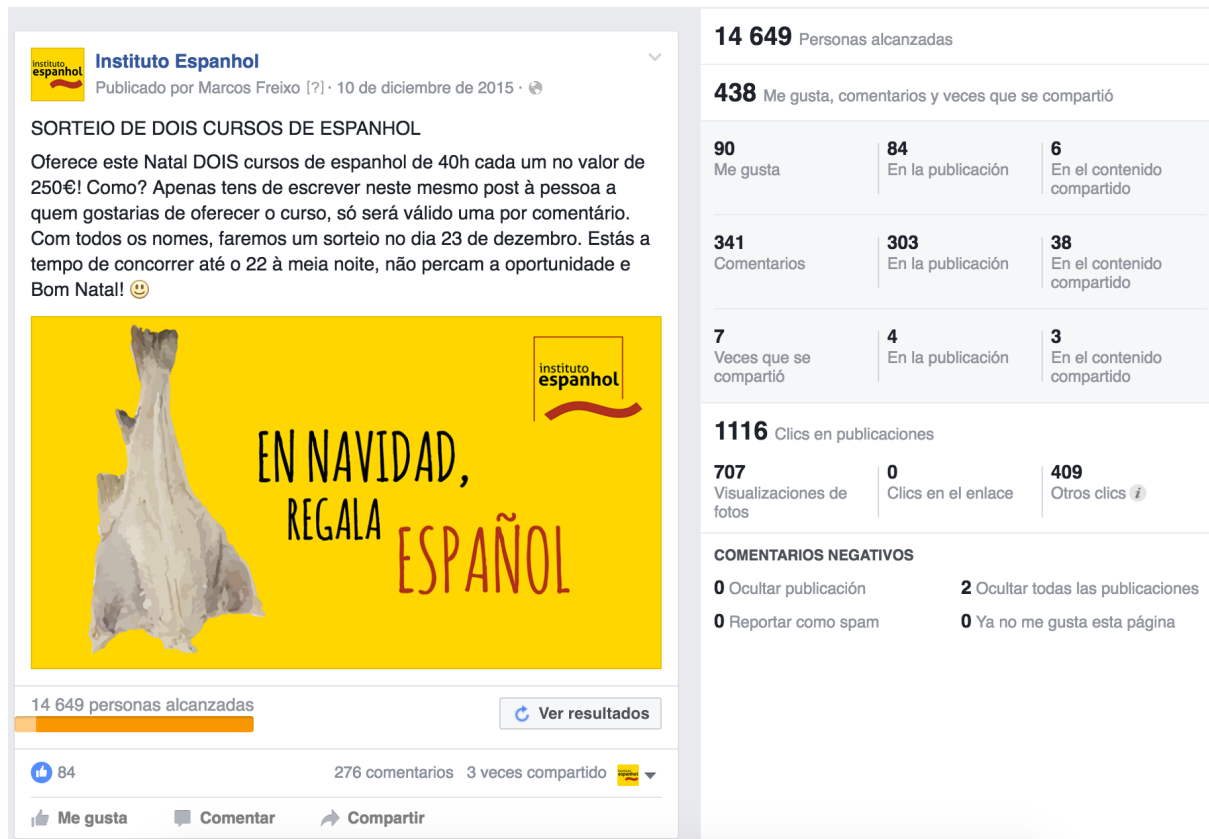 instituto
espanhol
Instituto Espanhol
Publicado por Marcos Freixo [?] · 10 de diciembre de 2015 ·
SORTEIO DE DOIS CURSOS DE ESPANHOL
Oferece este Natal DOIS cursos de espanhol de 40h cada um no valor de
250€! Como? Apenas tens de escrever neste mesmo post à pessoa a
quem gostarias de oferecer o curso, só será válido uma por comentário.
Com todos os nomes, faremos um sorteio no dia 23 de dezembro. Estás a
tempo de concorrer até o 22 à meia noite, não percam a oportunidade e
Bom Natal!
instituto
espanhol
EN NAVIDAD,
REGALA
ESPAÑOL
14 649 personas alcanzadas
Ver resultados
84
276 comentarios 3 veces compartido
Me gusta Comentar Compartir
14 649 Personas alcanzadas
438 Me gusta, comentarios y veces que se compartió
90
Me gusta
84
En la publicación
6
En el contenido
compartido
341
Comentarios
303
En la publicación
38
En el contenido
compartido
7
Veces que se
compartió
4
En la publicación
3
En el contenido
compartido
1116 Clics en publicaciones
707
Visualizaciones de
fotos
0
Clics en el enlace
409
Otros clics i
COMENTARIOS NEGATIVOS
0 Ocultar publicación
2 Ocultar todas las publicaciones
0 Reportar como spam
0 Ya no me gusta esta página